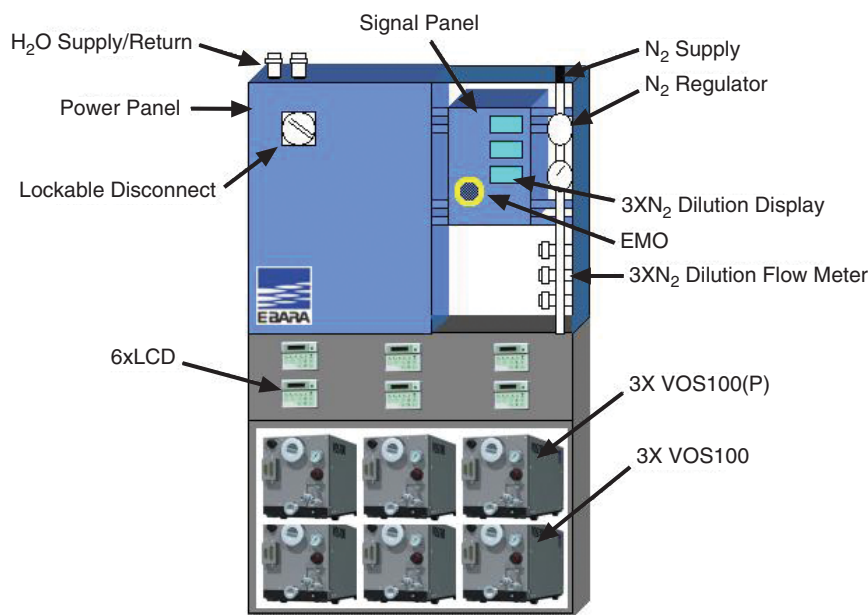 Signal Panel
H₂O Supply/Return
N₂ Supply
N₂ Regulator
Power Panel
Lockable Disconnect
3XN₂ Dilution Display
EMO
3XN₂ Dilution Flow Meter
EBARA
6xLCD
3X VOS100(P)
3X VOS100